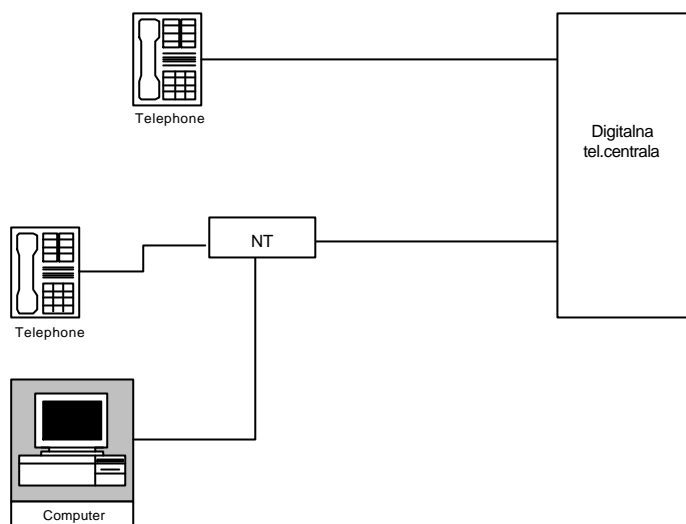 Telephone
Digitalna
tel.centrala
NT
Telephone
Computer